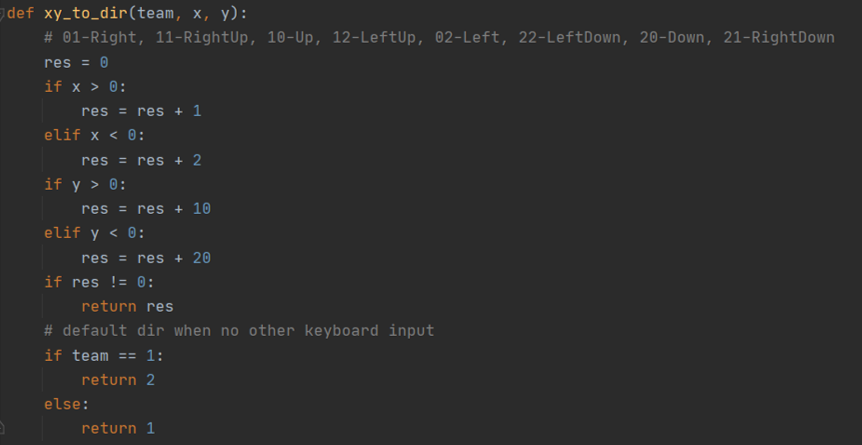 def xy_to_dir(team, x, y):
    # 01-Right, 11-RightUp, 10-Up, 12-LeftUp, 02-Left, 22-LeftDown, 20-Down, 21-RightDown
    res = 0
    if x > 0:
        res = res + 1
    elif x < 0:
        res = res + 2
    if y > 0:
        res = res + 10
    elif y < 0:
        res = res + 20
    if res != 0:
        return res
    # default dir when no other keyboard input
    if team == 1:
        return 2
    else:
        return 1